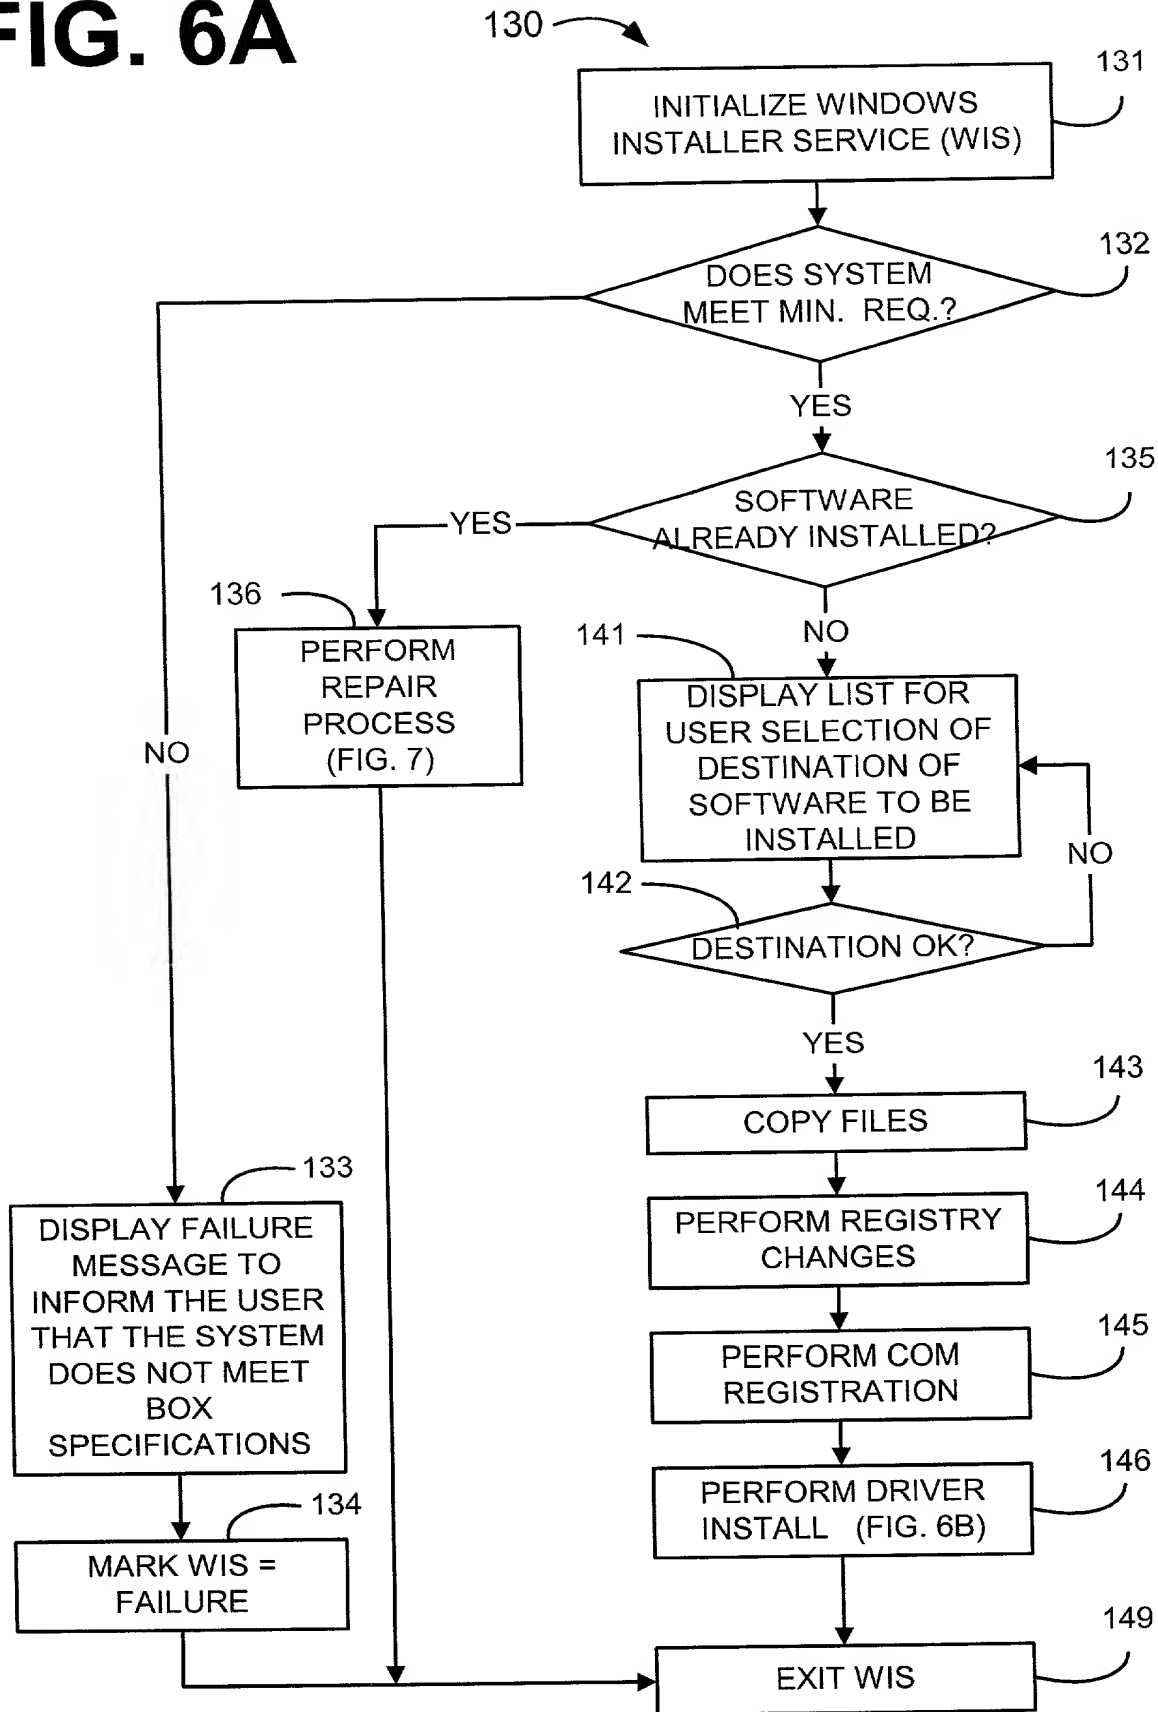 FIG. 6A
130
131
INITIALIZE WINDOWS
INSTALLER SERVICE (WIS)
132
DOES SYSTEM
MEET MIN. REQ.?
YES
135
SOFTWARE
ALREADY INSTALLED?
YES
136
PERFORM
REPAIR
PROCESS
(FIG. 7)
NO
141
DISPLAY LIST FOR
USER SELECTION OF
DESTINATION OF
SOFTWARE TO BE
INSTALLED
NO
NO
142
DESTINATION OK?
YES
143
COPY FILES
144
PERFORM REGISTRY
CHANGES
133
DISPLAY FAILURE
MESSAGE TO
INFORM THE USER
THAT THE SYSTEM
DOES NOT MEET
BOX
SPECIFICATIONS
145
PERFORM COM
REGISTRATION
146
PERFORM DRIVER
INSTALL (FIG. 6B)
134
MARK WIS =
FAILURE
149
EXIT WIS